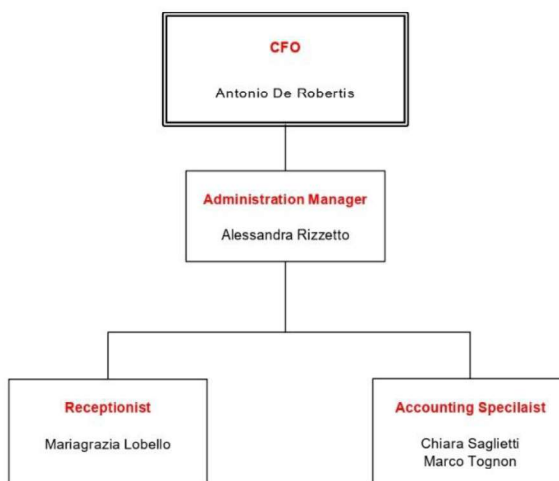 CFO
Antonio De Robertis
Administration Manager
Alessandra Rizzetto
Receptionist
Mariagrazia Lobello
Accounting Specilaist
Chiara Saglietti
Marco Tognon